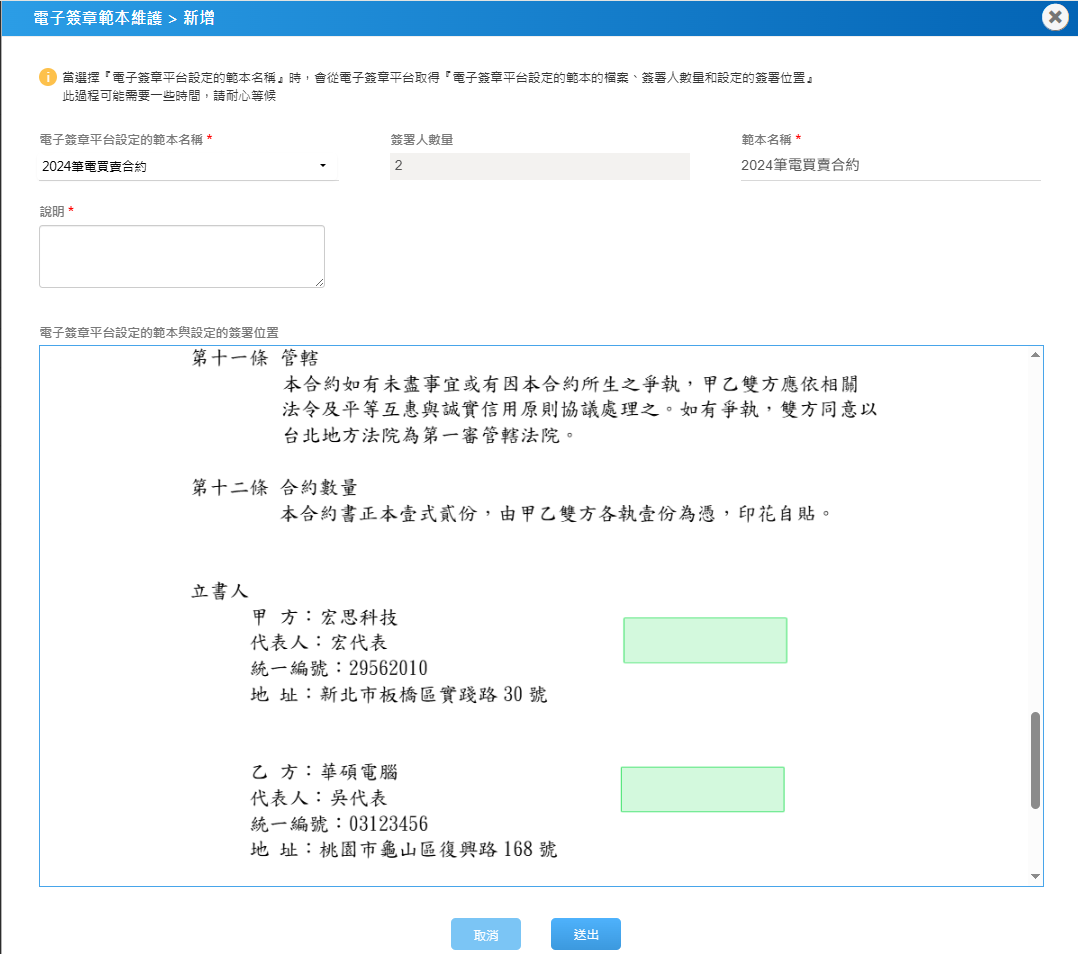 電子簽章範本維護 > 新增
當選擇『電子簽章平台設定的範本名稱』時，會從電子簽章平台取得『電子簽章平台設定的範本的檔案、簽署人數量和設定的簽署位置』
此過程可能需要一些時間，請耐心等候
電子簽章平台設定的範本名稱 * 簽署人數量 範本名稱 *
2024筆電買賣合約 2 2024筆電買賣合約
說明 *
電子簽章平台設定的範本與設定的簽署位置
第十一條 管轄
本合約如有未盡事宜或有因本合約所生之爭執，甲乙雙方應依相關
法令及平等互惠與誠實信用原則協議處理之。如有爭執，雙方同意以
台北地方法院為第一審管轄法院。
第十二條 合約數量
本合約書正本壹式貳份，由甲乙雙方各執壹份為憑，印花自貼。
立書人
甲 方：宏思科技
代表人：宏代表
統一編號：29562010
地 址：新北市板橋區實踐路 30 號
乙 方：華碩電腦
代表人：吳代表
統一編號：03123456
地 址：桃園市龜山區復興路 168 號
取消 送出